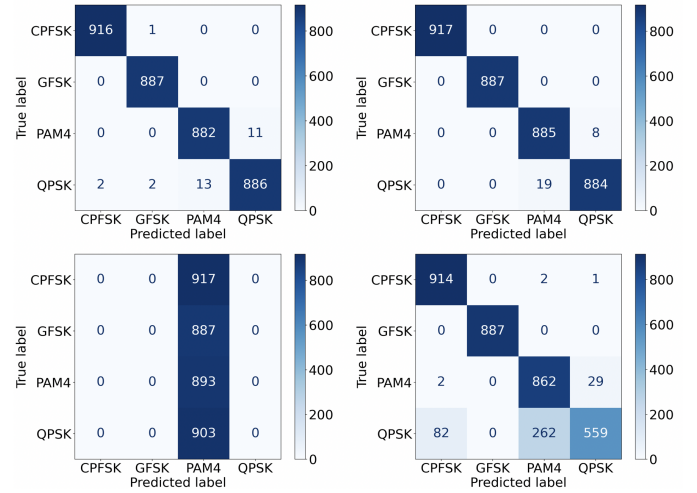 CPFSK 916 1 0 0
GFSK 0 887 0 0
PAM4 0 0 882 11
QPSK 2 2 13 886
CPFSK GFSK PAM4 QPSK
Predicted label
True label
800
600
400
200
0
CPFSK 917 0 0 0
GFSK 0 887 0 0
PAM4 0 0 885 8
QPSK 0 0 19 884
CPFSK GFSK PAM4 QPSK
Predicted label
True label
800
600
400
200
0
CPFSK 0 0 917 0
GFSK 0 0 887 0
PAM4 0 0 893 0
QPSK 0 0 903 0
CPFSK GFSK PAM4 QPSK
Predicted label
True label
800
600
400
200
0
CPFSK 914 0 2 1
GFSK 0 887 0 0
PAM4 2 0 862 29
QPSK 82 0 262 559
CPFSK GFSK PAM4 QPSK
Predicted label
True label
800
600
400
200
0